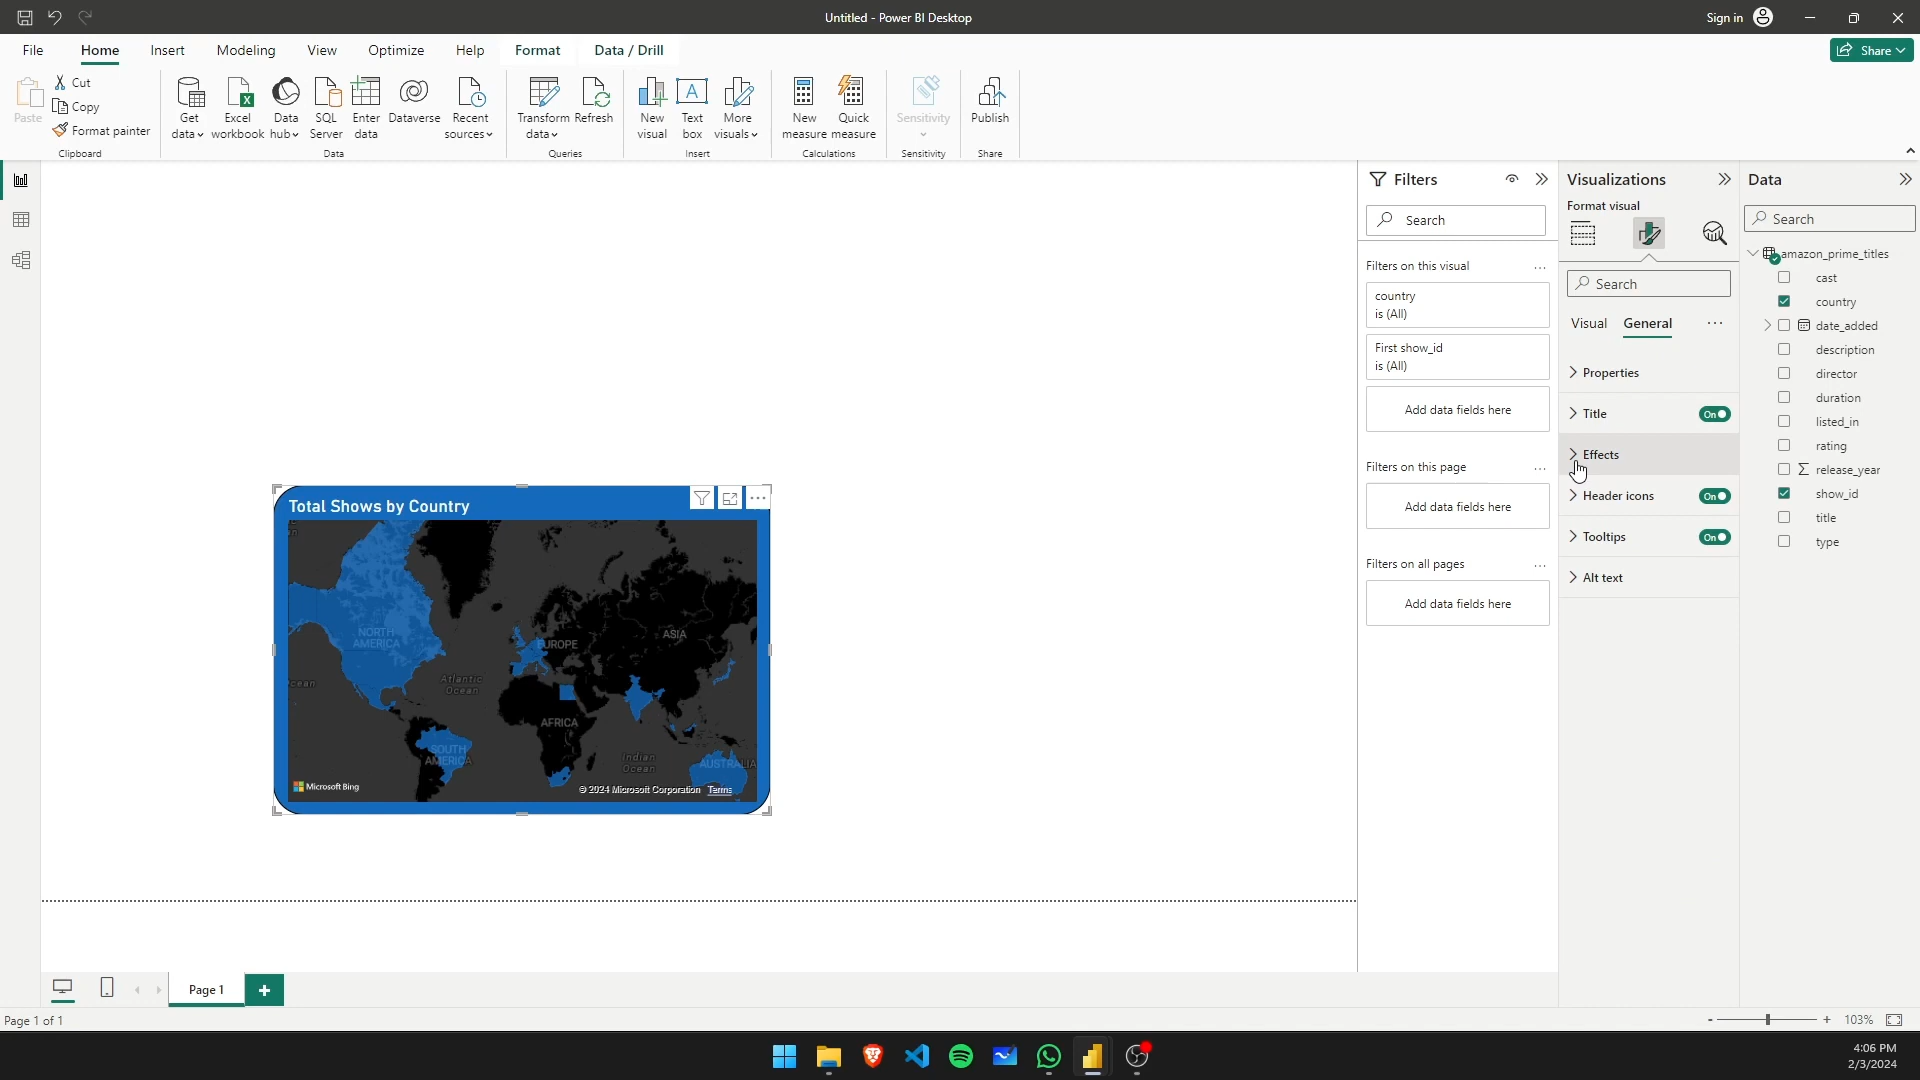 Untitled - Power BI Desktop
Sign in
File
Home
Insert
Modeling
View
Optimize
Help
Format
Data / Drill
Share
Paste
Cut
Copy
Format painter
Clipboard
Get data
Excel workbook
Data hub
SQL Server
Enter data
Dataverse
Recent sources
Data
Transform data
Refresh
Queries
New visual
Text box
More visuals
Insert
New measure
Quick measure
Calculations
Sensitivity
Sensitivity
Publish
Share
Total Shows by Country
NORTH AMERICA
EUROPE
ASIA
Atlantic Ocean
cean
AFRICA
SOUTH AMERICA
Indian Ocean
AUSTRALIA
Microsoft Bing
© 2024 Microsoft Corporation Terms
Filters
Search
Filters on this visual
country
is (All)
First show_id
is (All)
Add data fields here
Filters on this page
Add data fields here
Filters on all pages
Add data fields here
Visualizations
Format visual
Search
Visual
General
Properties
Title
On
Effects
Header icons
On
Tooltips
On
Alt text
Data
Search
amazon_prime_titles
cast
country
date_added
description
director
duration
listed_in
rating
release_year
show_id
title
type
Page 1
Page 1 of 1
103%
4:06 PM
2/3/2024